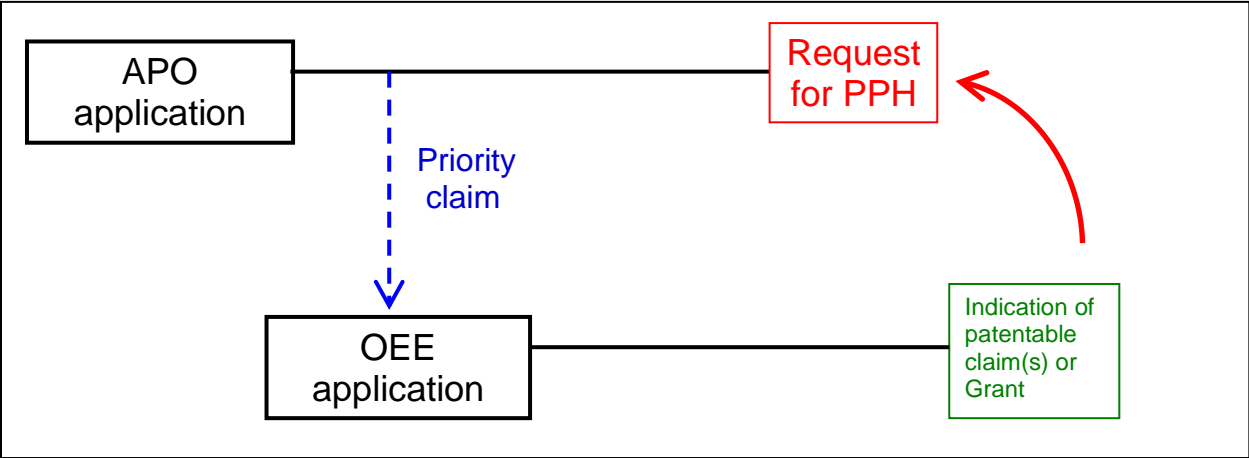 APO
application
Request
for PPH
Priority
claim
OEE
application
Indication of
patentable
claim(s) or
Grant